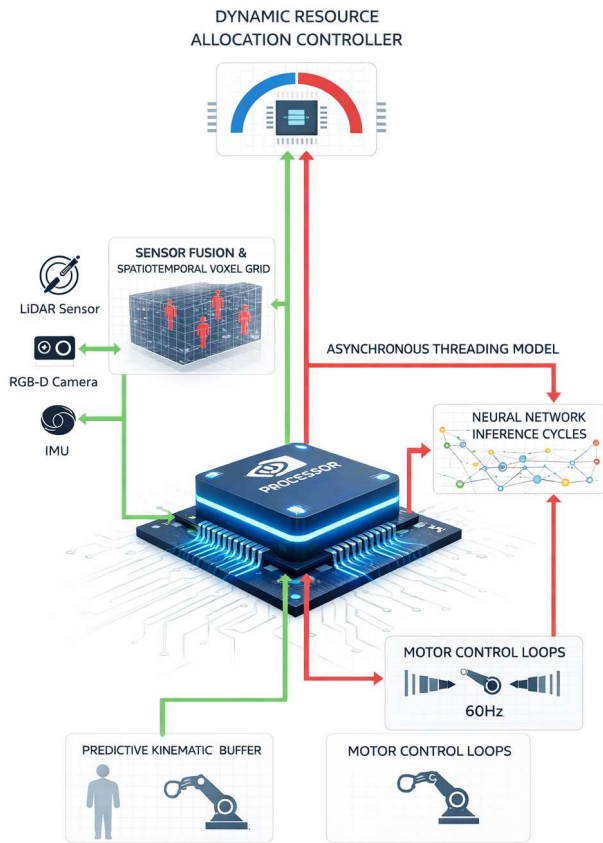 DYNAMIC RESOURCE
ALLOCATION CONTROLLER
SENSOR FUSION &
SPATIOTEMPORAL VOXEL GRID
LiDAR Sensor
RGB-D Camera
IMU
ASYNCHRONOUS THREADING MODEL
NEURAL NETWORK
INFERENCE CYCLES
PROCESSOR
MOTOR CONTROL LOOPS
60Hz
PREDICTIVE KINEMATIC BUFFER
MOTOR CONTROL LOOPS